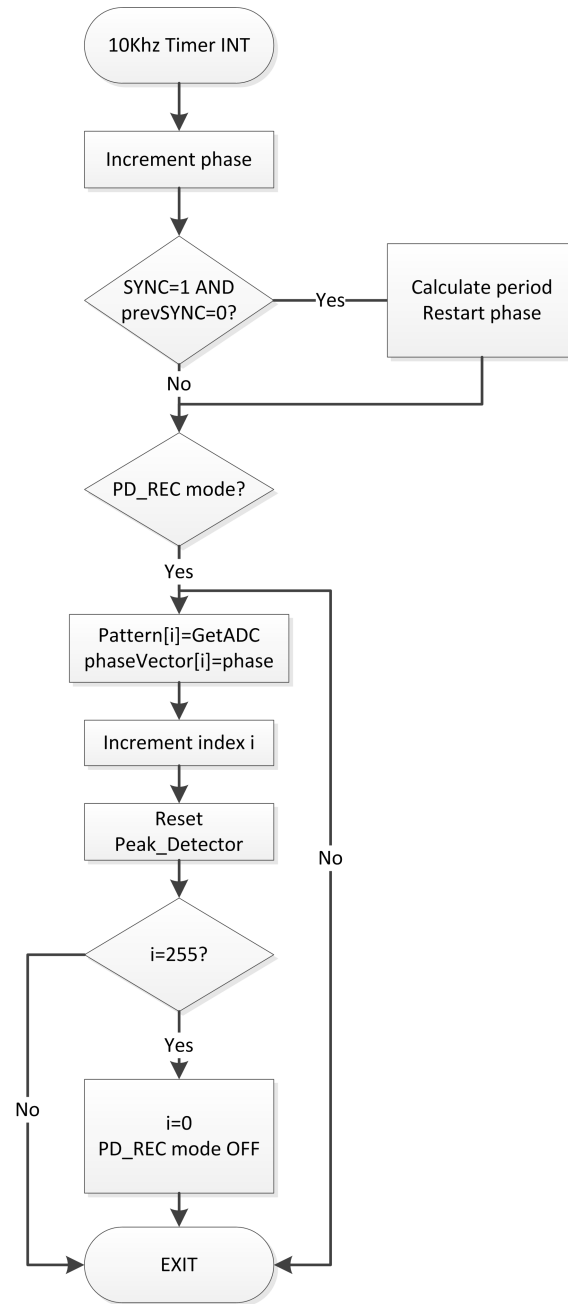 10Khz Timer INT
Increment phase
SYNC=1 AND
prevSYNC=0?
Yes
Calculate period
Restart phase
No
PD_REC mode?
Yes
Pattern[i]=GetADC
phaseVector[i]=phase
Increment index i
Reset
Peak_Detector
No
i=255?
Yes
No
i=0
PD_REC mode OFF
EXIT